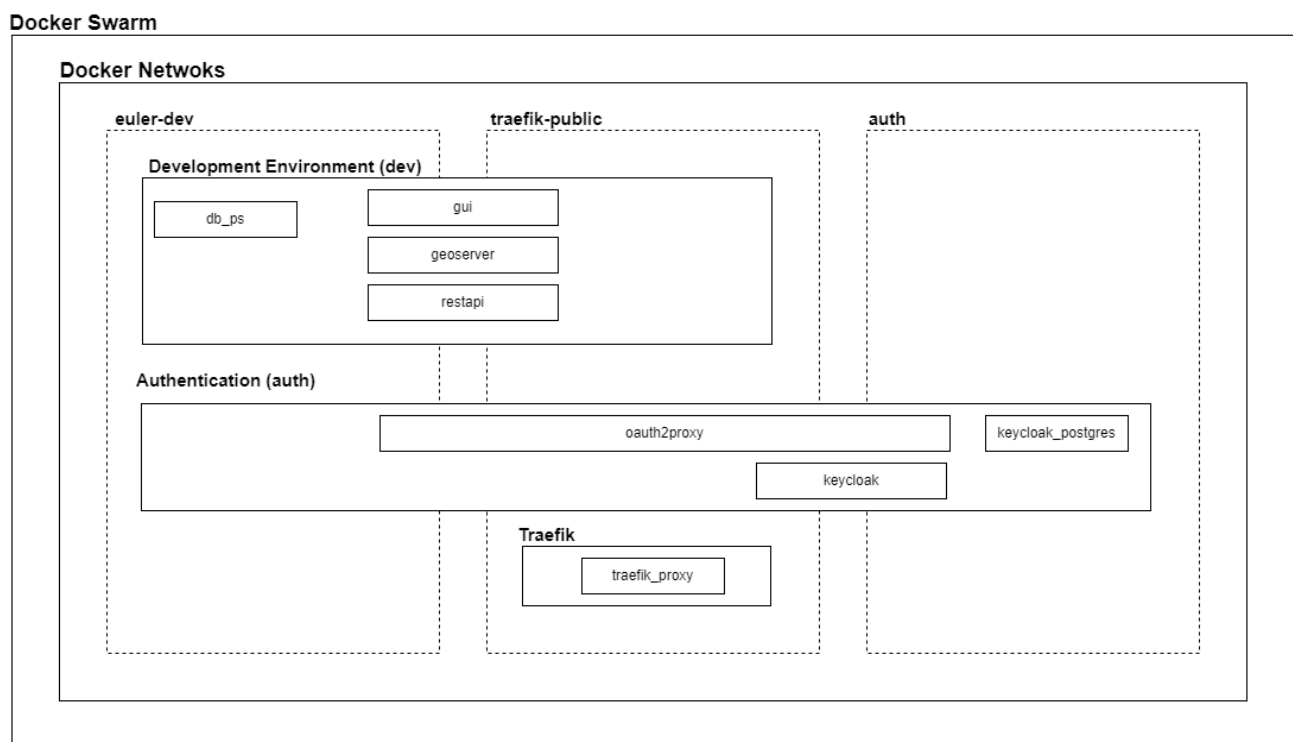 Docker Swarm
Docker Netwoks
euler-dev
traefik-public
auth
Development Environment (dev)
db_ps
gui
geoserver
restapi
Authentication (auth)
oauth2proxy
keycloak_postgres
keycloak
Traefik
traefik_proxy